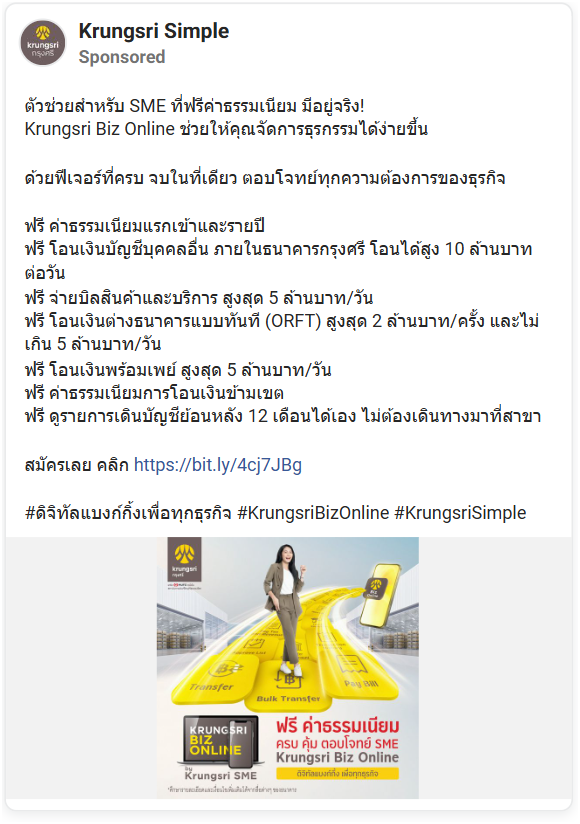 Krungsri Simple
Sponsored
krungsri
กรุงศรี
ตัวช่วยสำหรับ SME ที่ฟรีค่าธรรมเนียม มีอยู่จริง!
Krungsri Biz Online ช่วยให้คุณจัดการธุรกรรมได้ง่ายขึ้น
ด้วยฟีเจอร์ที่ครบ จบในที่เดียว ตอบโจทย์ทุกความต้องการของธุรกิจ
ฟรี ค่าธรรมเนียมแรกเข้าและรายปี
ฟรี โอนเงินบัญชีบุคคลอื่น ภายในธนาคารกรุงศรี โอนได้สูง 10 ล้านบาท
ต่อวัน
ฟรี จ่ายบิลสินค้าและบริการ สูงสุด 5 ล้านบาท/วัน
ฟรี โอนเงินต่างธนาคารแบบทันที (ORFT) สูงสุด 2 ล้านบาท/ครั้ง และไม่
เกิน 5 ล้านบาท/วัน
ฟรี โอนเงินพร้อมเพย์ สูงสุด 5 ล้านบาท/วัน
ฟรี ค่าธรรมเนียมการโอนเงินข้ามเขต
ฟรี ดูรายการเดินบัญชีย้อนหลัง 12 เดือนได้เอง ไม่ต้องเดินทางมาที่สาขา
สมัครเลย คลิก https://bit.ly/4cj7JBg
#ดิจิทัลแบงก์กิ้งเพื่อทุกธุรกิจ #KrungsriBizOnline #KrungsriSimple
krungsri
กรุงศรี
BIZ
ONLINE
Transfer
Bulk Transfer
Pay Bill
KRUNGSRI
BIZ
ONLINE
by
Krungsri SME
ฟรี ค่าธรรมเนียม
ครบ คุ้ม ตอบโจทย์ SME
Krungsri Biz Online
ดิจิทัลแบงก์กิ้ง เพื่อทุกธุรกิจ